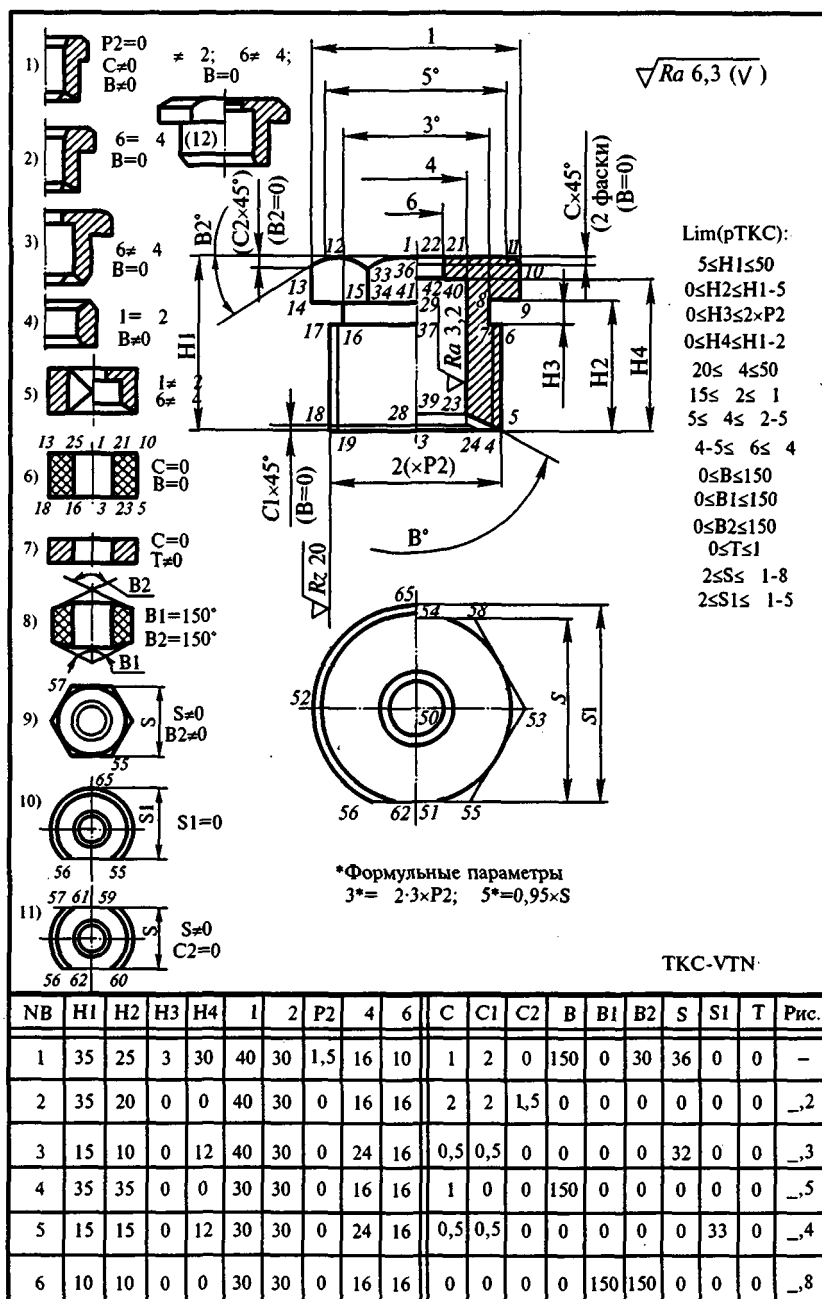 1)
P2=0
C≠0
B≠0
≠ 2; 6≠ 4;
B=0
2)
6= 4
B=0
(12)
3)
6≠ 4
B=0
4)
1= 2
B≠0
5)
1≠ 2
6≠ 4
13 25 1 21 10
6)
C=0
B=0
18 16 3 23 5
7)
C=0
T≠0
B2
8)
B1=150°
B2=150°
B1
57
9)
S
S≠0
B2≠0
55
65
10)
S1
S1=0
56 55
57 61 59
11)
S
S≠0
C2=0
56 62 60
1
5°
3°
4
6
B2°
(C2×45°)
(B2=0)
C×45°
(2 фаски)
(B=0)
12 1 22 21 11
13 33 36 10
14 15 34 41 42 40 8 9
29
17 16 37 7 6
Ra 3,2
H1
H3
H2
H4
18 28 39 23 5
19 3 24 4
2(×P2)
C1×45°
(B=0)
B°
Rz 20
65
54 58
52
50
53
S
S1
56 62 51 55
Ra 6,3 (√)
Lim(pTKC):
5≤H1≤50
0≤H2≤H1-5
0≤H3≤2×P2
0≤H4≤H1-2
20≤ 4≤50
15≤ 2≤ 1
5≤ 4≤ 2-5
4-5≤ 6≤ 4
0≤B≤150
0≤B1≤150
0≤B2≤150
0≤T≤1
2≤S≤ 1-8
2≤S1≤ 1-5
*Формульные параметры
3*= 2·3×P2; 5*=0,95×S
TKC-VTN
NB H1 H2 H3 H4 1 2 P2 4 6 C C1 C2 B B1 B2 S S1 T Рис.
1 35 25 3 30 40 30 1,5 16 10 1 2 0 150 0 30 36 0 0 –
2 35 20 0 0 40 30 0 16 16 2 2 1,5 0 0 0 0 0 0 _,2
3 15 10 0 12 40 30 0 24 16 0,5 0,5 0 0 0 0 32 0 0 _,3
4 35 35 0 0 30 30 0 16 16 1 0 0 150 0 0 0 0 0 _,5
5 15 15 0 12 30 30 0 24 16 0,5 0,5 0 0 0 0 0 33 0 _,4
6 10 10 0 0 30 30 0 16 16 0 0 0 0 150 150 0 0 0 _,8